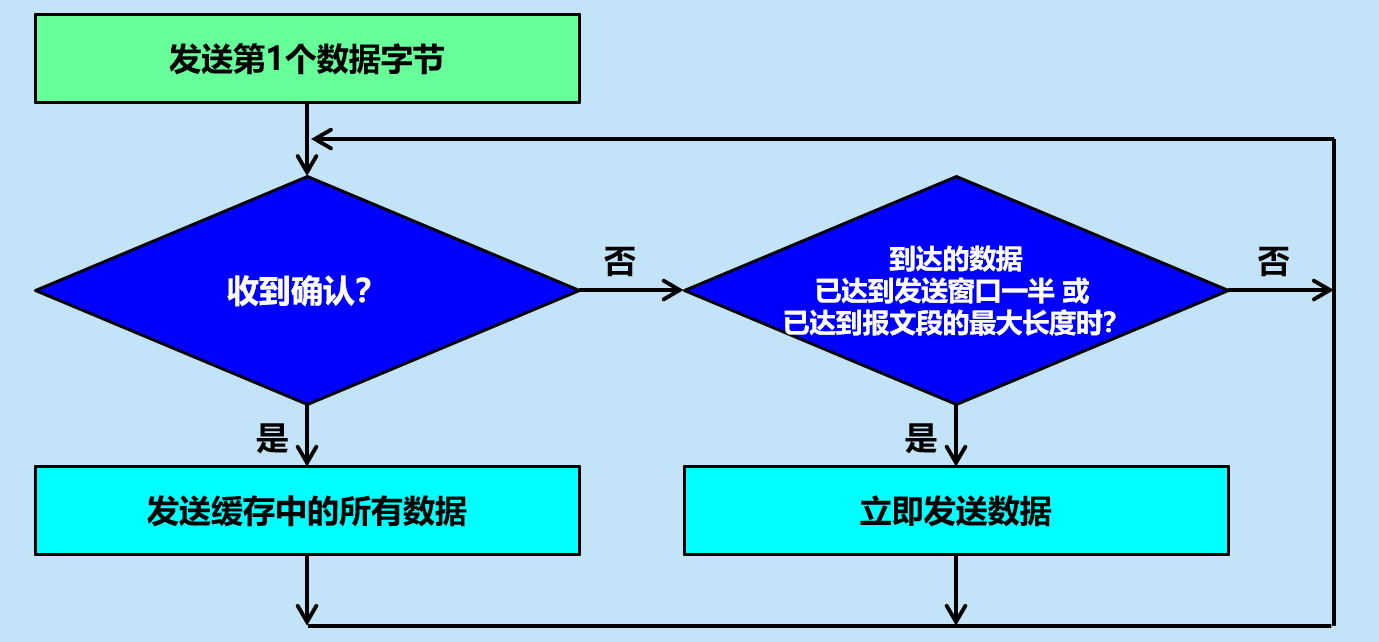 发送第1个数据字节
收到确认？
否
到达的数据
已达到发送窗口一半 或
已达到报文段的最大长度时？
否
是
是
发送缓存中的所有数据
立即发送数据